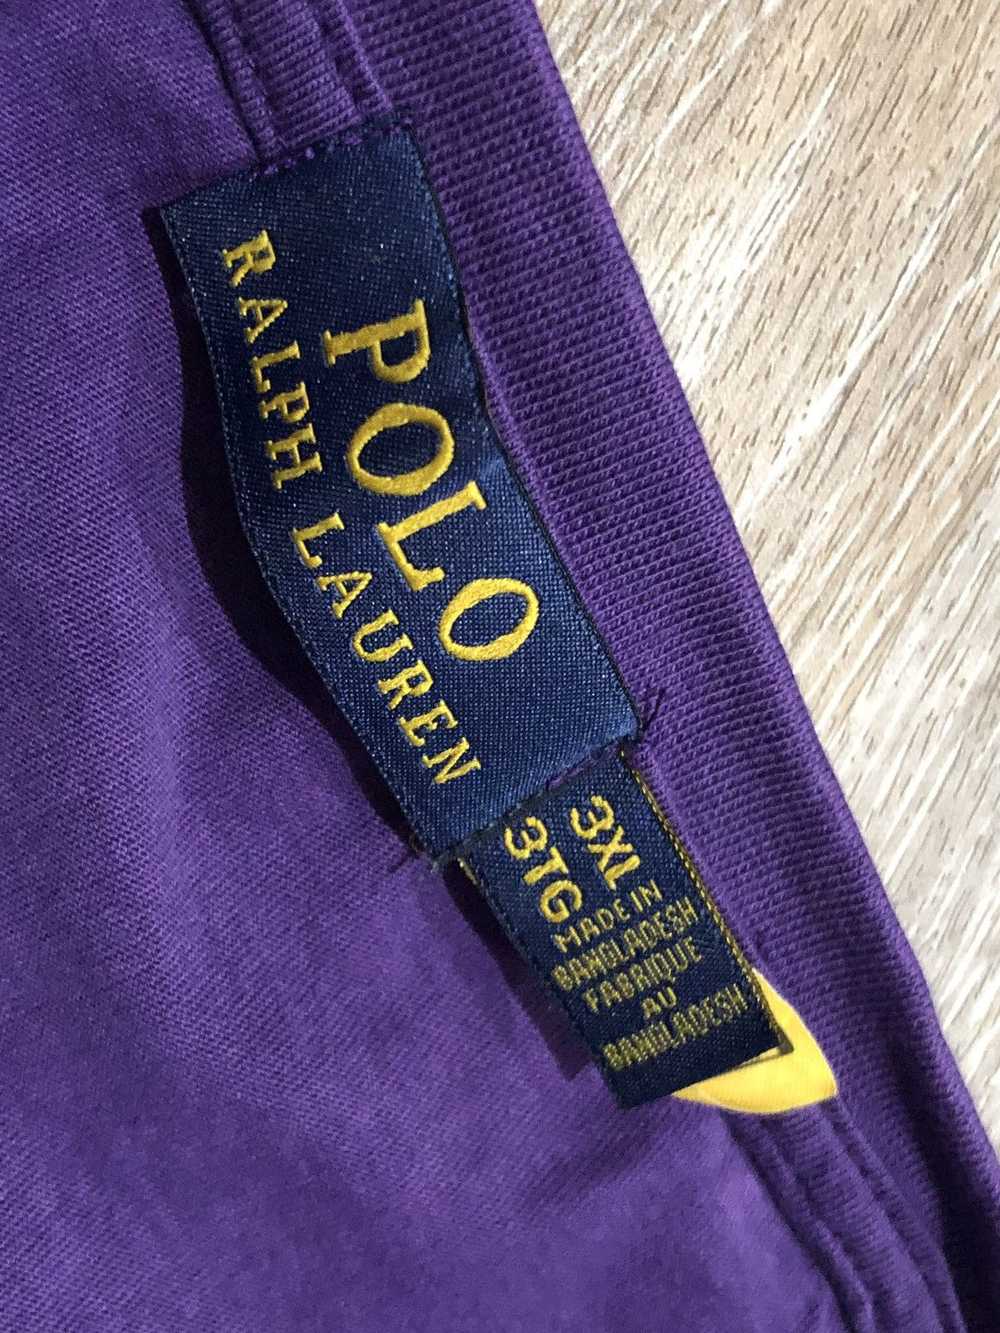 POLO
RALPH LAUREN
3XL
3TG
MADE IN
BANGLADESH
FABRIQUE
AU
BANGLADESH